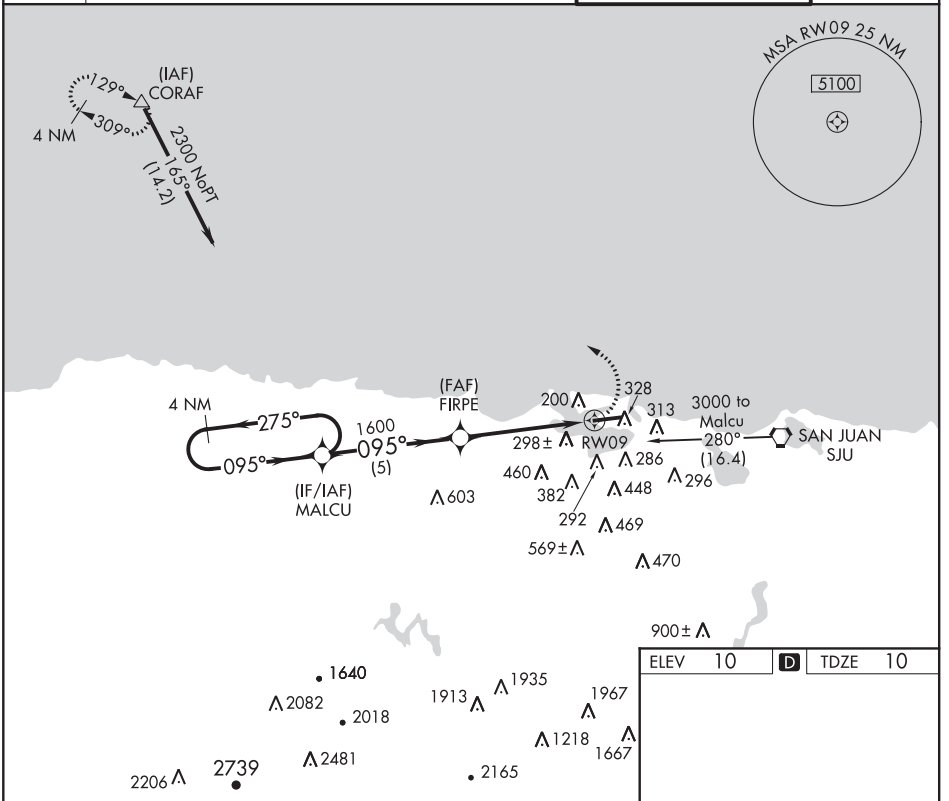 MSA RW09 25 NM
5100
(IAF)
CORAF
129°
309°
4 NM
2300 NoPT
165°
(14.2)
(FAF)
FIRPE
4 NM
275°
095°
1600
095°
(5)
(IF/IAF)
MALCU
200
328
313
3000 to
Malcu
280°
(16.4)
SAN JUAN
SJU
298±
RW09
286
460
382
448
296
603
292
469
569±
470
900±
ELEV 10 D TDZE 10
1640
2082
2018
1913
1935
1967
2481
1218
1667
2206
2739
2165